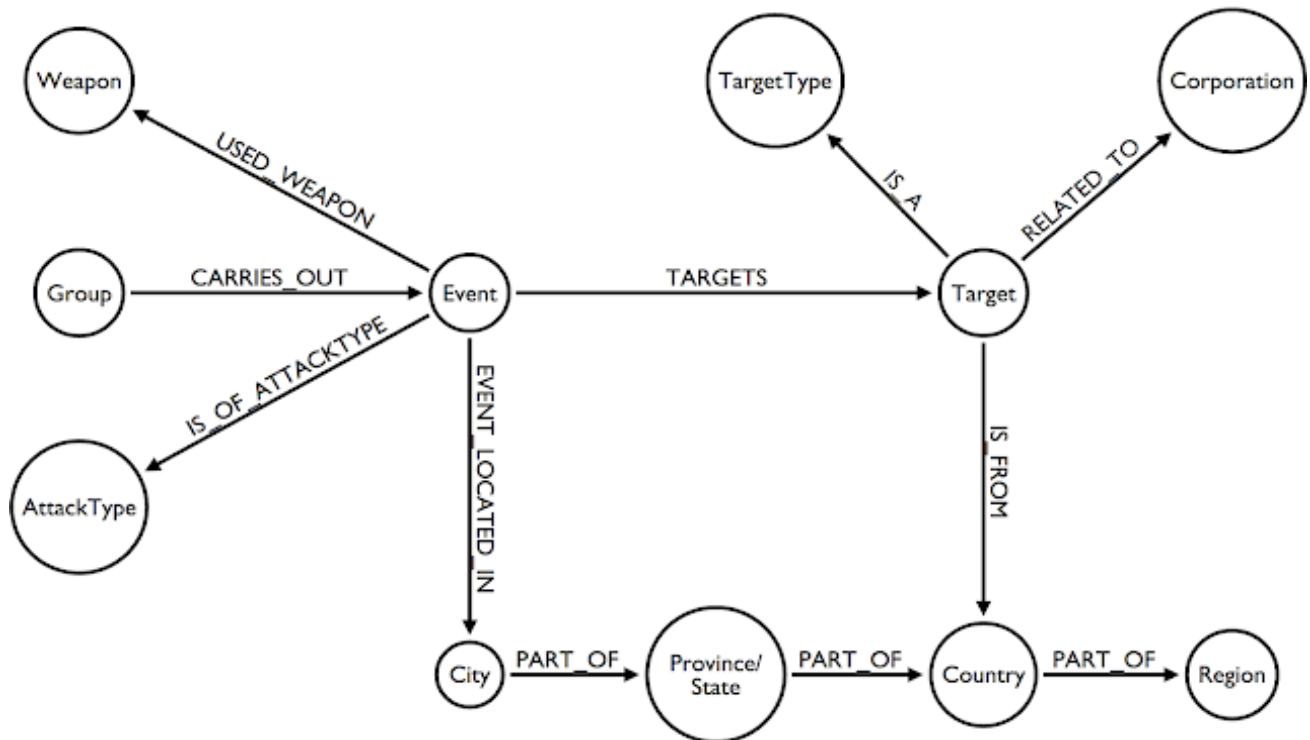 Weapon
TargetType
Corporation
USED_WEAPON
IS_A
RELATED_TO
Group
CARRIES_OUT
Event
TARGETS
Target
IS_OF_ATTACKTYPE
EVENT_LOCATED_IN
IS_FROM
AttackType
City
PART_OF
Province/
State
PART_OF
Country
PART_OF
Region